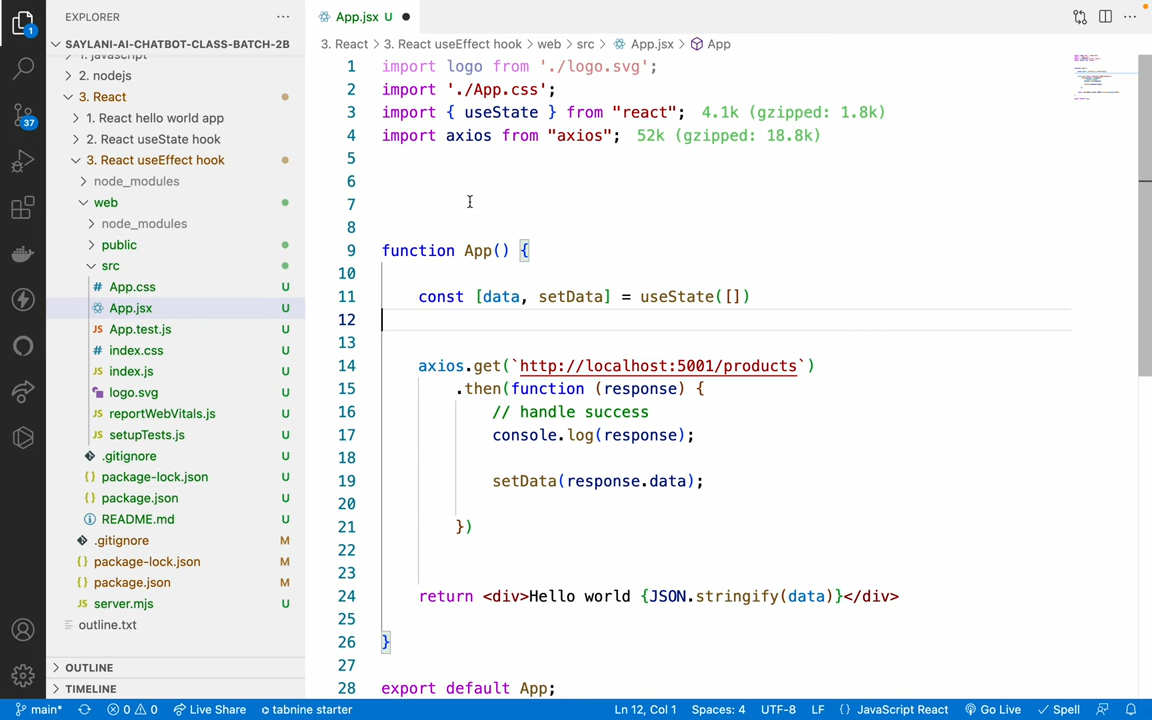 EXPLORER
SAYLANI-AI-CHATBOT-CLASS-BATCH-2B
1. javascript
2. nodejs
3. React
1. React hello world app
2. React useState hook
3. React useEffect hook
node_modules
web
node_modules
public
src
# App.css U
App.jsx U
JS App.test.js U
# index.css U
JS index.js U
logo.svg U
JS reportWebVitals.js U
JS setupTests.js U
.gitignore U
{} package-lock.json U
{} package.json U
README.md U
.gitignore M
{} package-lock.json M
{} package.json M
JS server.mjs U
outline.txt
OUTLINE
TIMELINE
1
37
App.jsx U
3. React > 3. React useEffect hook > web > src > App.jsx > App
1 import logo from './logo.svg';
2 import './App.css';
3 import { useState } from "react"; 4.1k (gzipped: 1.8k)
4 import axios from "axios"; 52k (gzipped: 18.8k)
5
6
7
8
9 function App() {
10
11 const [data, setData] = useState([])
12
13
14 axios.get(`http://localhost:5001/products`)
15 .then(function (response) {
16 // handle success
17 console.log(response);
18
19 setData(response.data);
20
21 })
22
23
24 return <div>Hello world {JSON.stringify(data)}</div>
25
26 }
27
28 export default App;
main* 0 0 Live Share tabnine starter Ln 12, Col 1 Spaces: 4 UTF-8 LF {} JavaScript React Go Live Spell